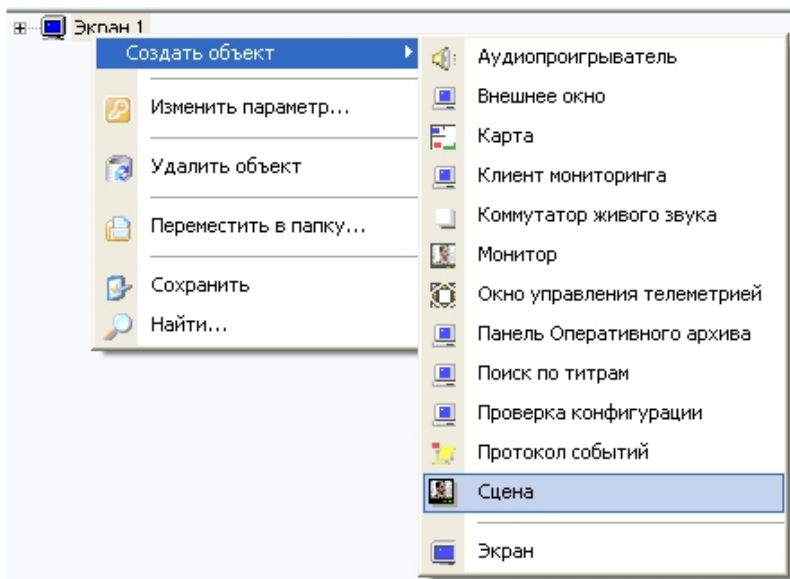 Экран 1
Создать объект
Изменить параметр...
Удалить объект
Переместить в папку...
Сохранить
Найти...
Аудиопроигрыватель
Внешнее окно
Карта
Клиент мониторинга
Коммутатор живого звука
Монитор
Окно управления телеметрией
Панель Оперативного архива
Поиск по титрам
Проверка конфигурации
Протокол событий
Сцена
Экран